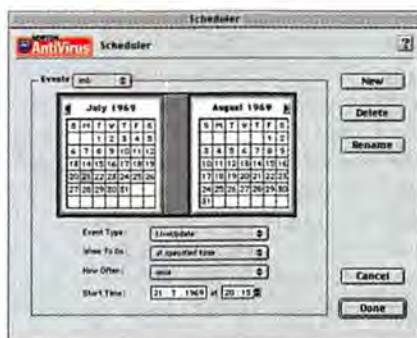 Scheduler
NORTON
AntiVirus Scheduler
?
Events
New
July 1969 August 1969
Delete
S M T W T F S S M T W T F S
1 2 3 4 5 1 2
6 7 8 9 10 11 12 3 4 5 6 7 8 9
13 14 15 16 17 18 19 10 11 12 13 14 15 16
20 21 22 23 24 25 26 17 18 19 20 21 22 23
27 28 29 30 31 24 25 26 27 28 29 30
31
Rename
Event Type: LiveUpdate
When To Do: at specified time
How Often: once
Start Time: 21. 7. 1969 at 20:15
Cancel
Done